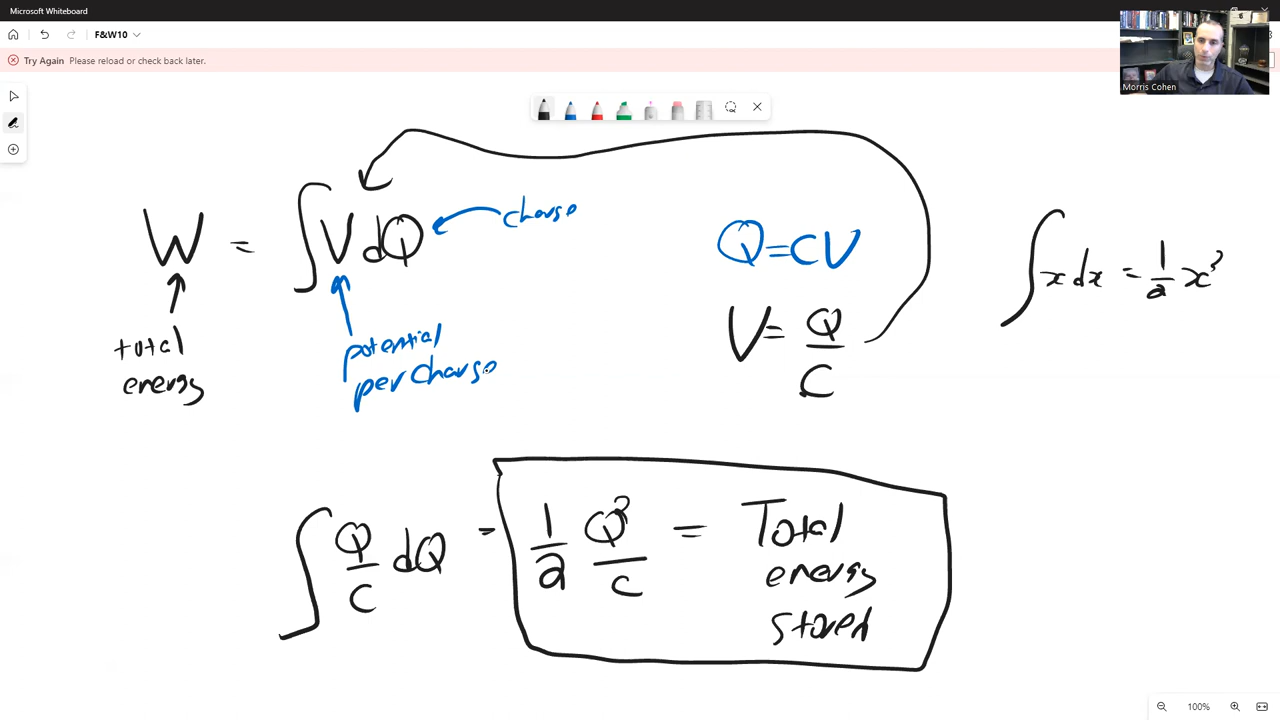 Microsoft Whiteboard
F&W10
Try Again Please reload or check back later.
Morris Cohen
W = ∫ V dQ
charge
total
energy
potential
per charge
Q = CV
V = Q/C
∫ x dx = 1/2 x²
∫ Q/C dQ = 1/2 Q²/C = Total
energy
stored
100%